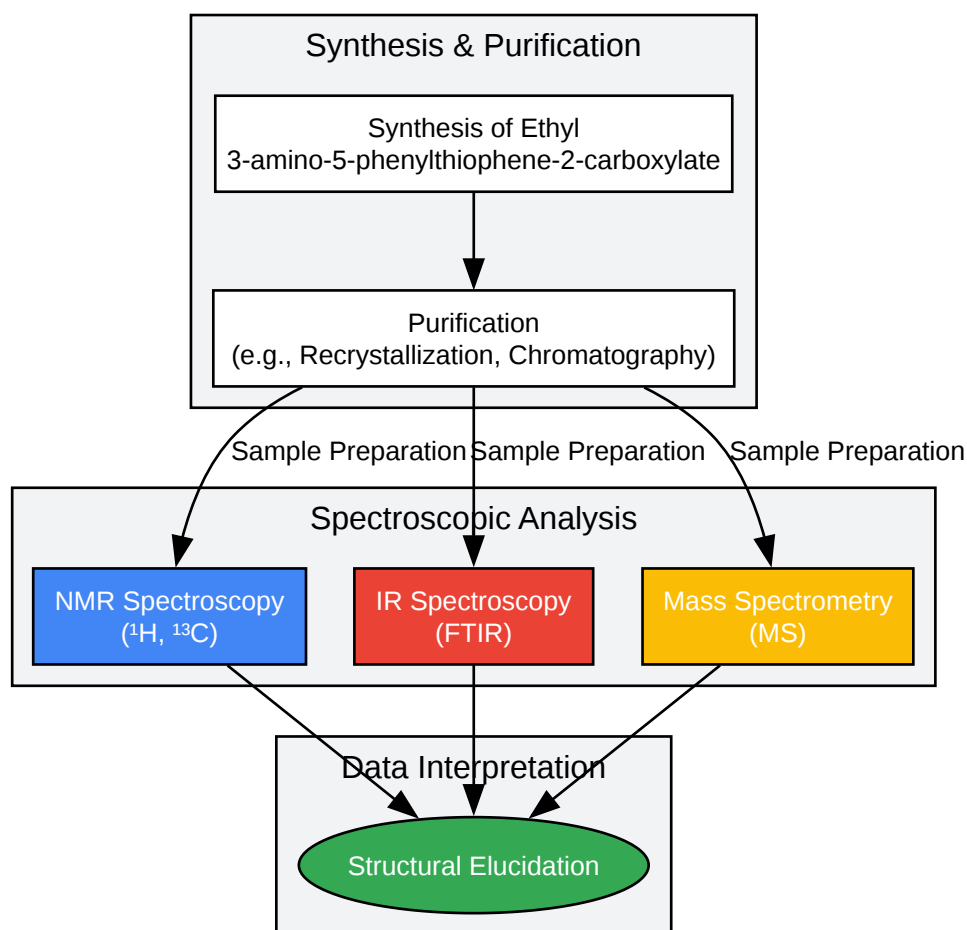 Synthesis & Purification
Synthesis of Ethyl
3-amino-5-phenylthiophene-2-carboxylate
Purification
(e.g., Recrystallization, Chromatography)
Sample Preparation
Sample Preparation
Sample Preparation
Spectroscopic Analysis
NMR Spectroscopy
(¹H, ¹³C)
IR Spectroscopy
(FTIR)
Mass Spectrometry
(MS)
Data Interpretation
Structural Elucidation